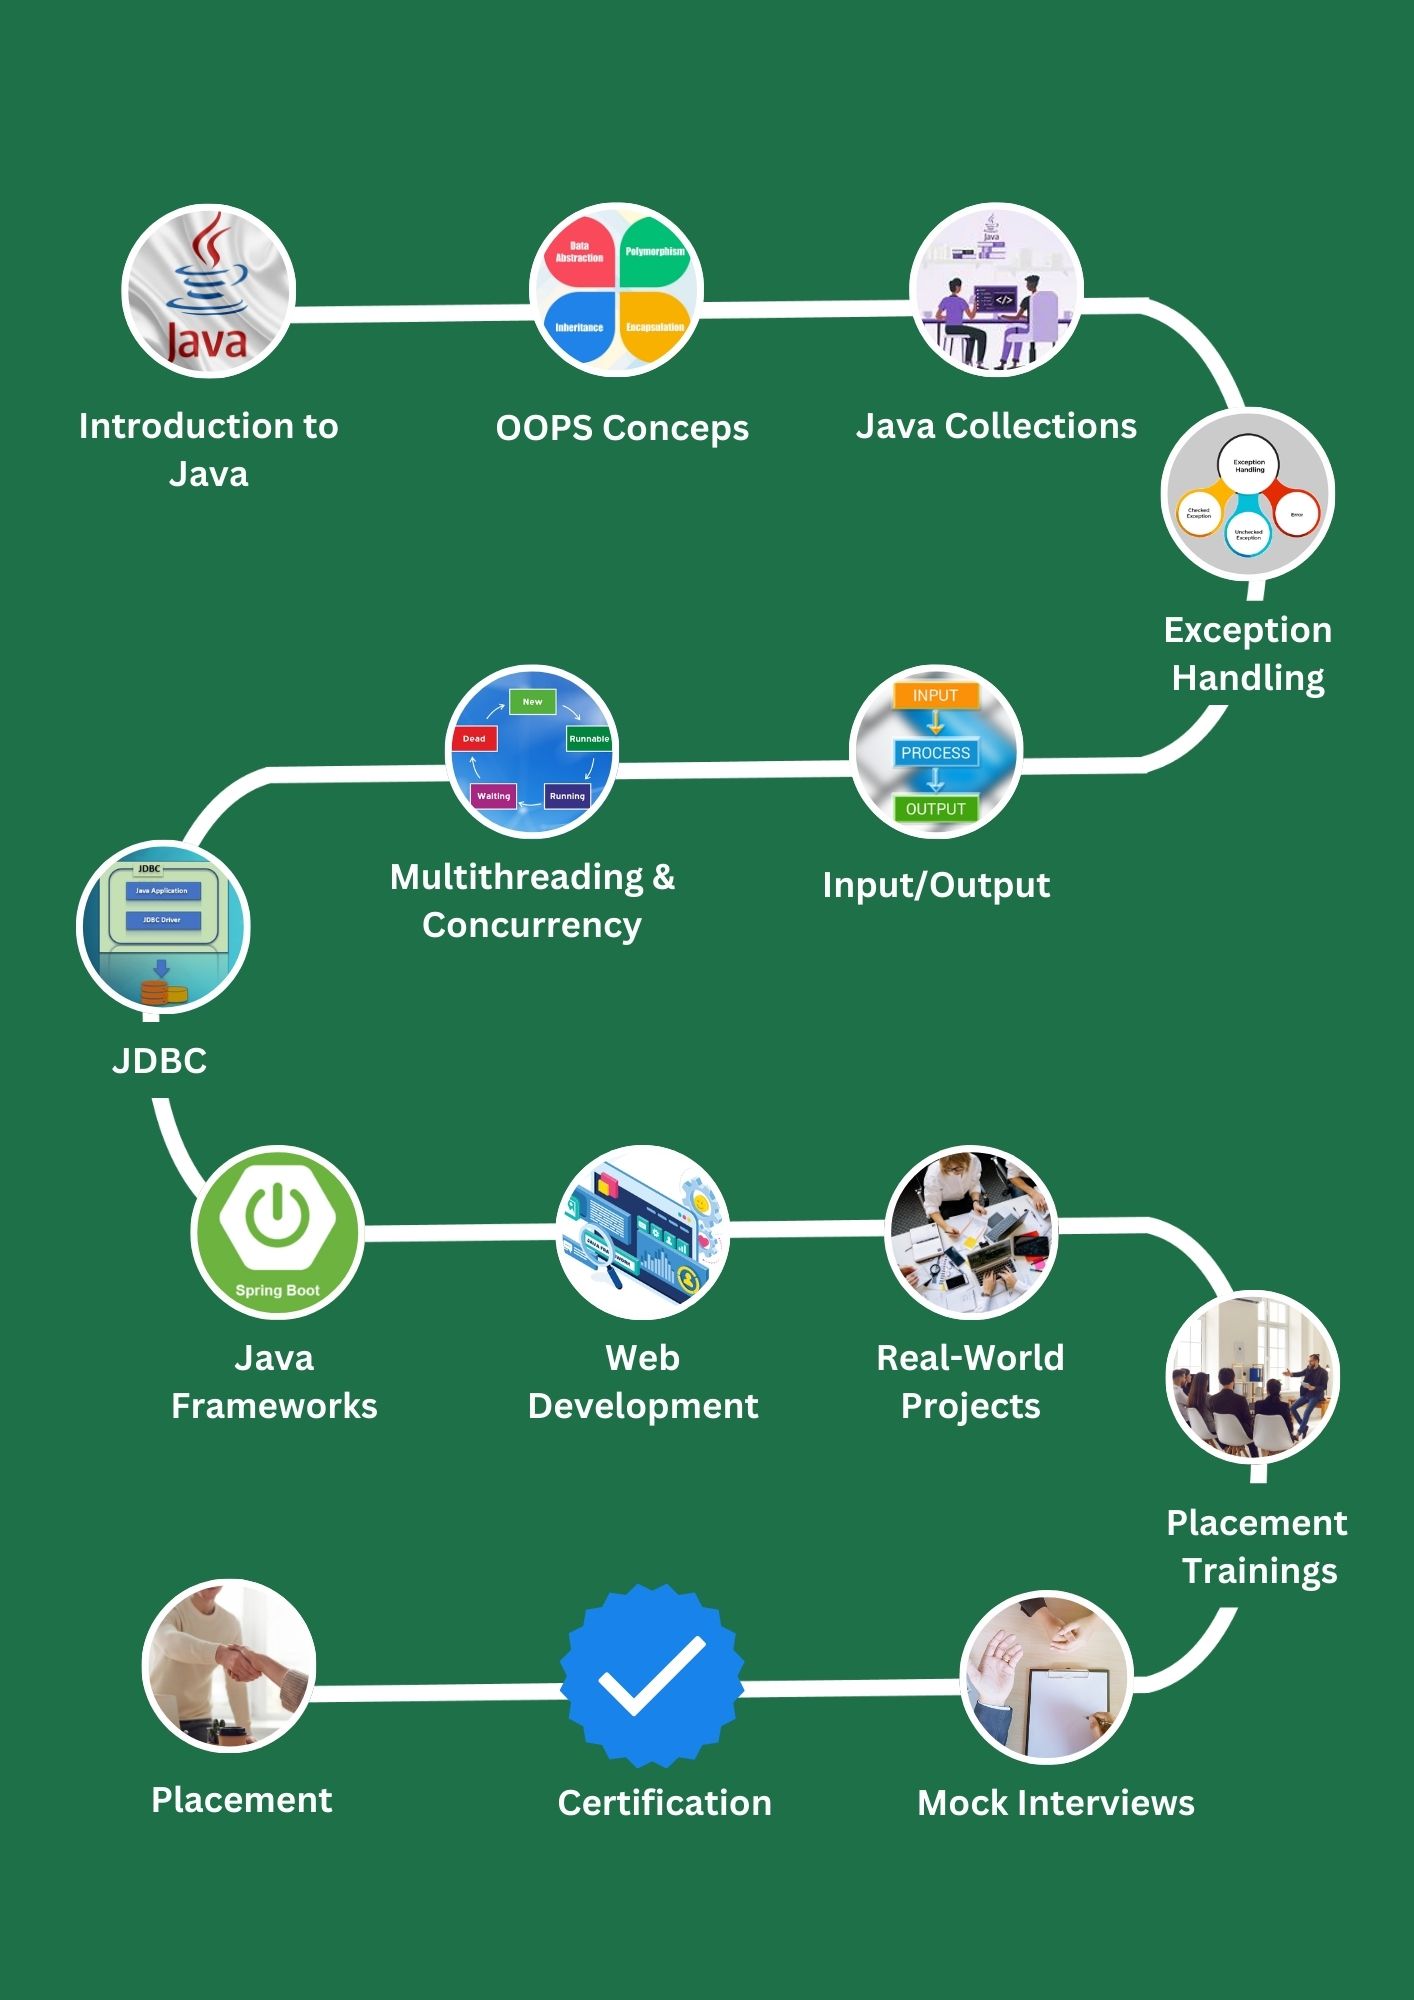 Java
Data
Abstraction
Polymorphism
Inheritance
Encapsulation
Java
Introduction to
Java
OOPS Conceps
Java Collections
Exception
Handling
Checked
Exception
Unchecked
Exception
Error
Exception
Handling
New
Dead
Runnable
Waiting
Running
INPUT
PROCESS
OUTPUT
Multithreading &
Concurrency
Input/Output
JDBC
Java Application
JDBC Driver
JDBC
Spring Boot
Java
Frameworks
Web
Development
Real-World
Projects
Placement
Trainings
Placement
Certification
Mock Interviews